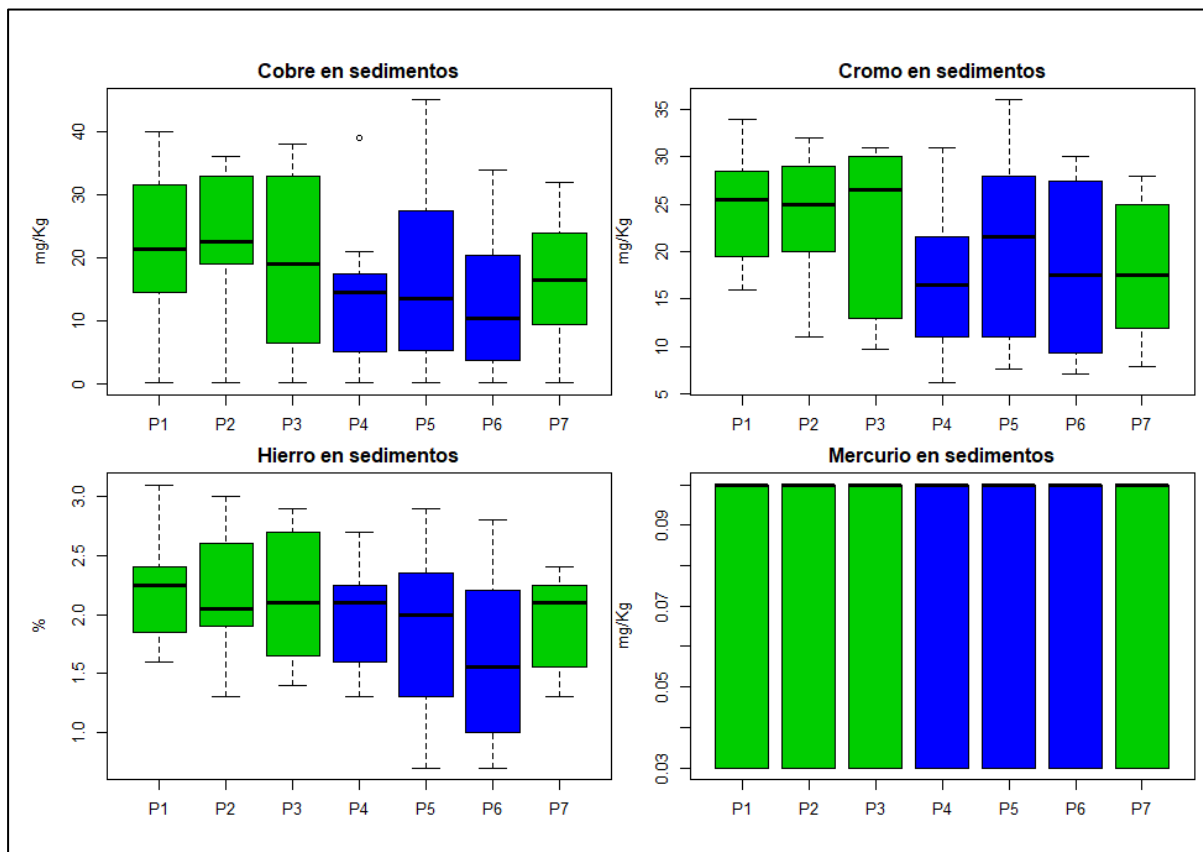 Cobre en sedimentos
mg/Kg
40
30
20
10
0
P1 P2 P3 P4 P5 P6 P7
Cromo en sedimentos
mg/Kg
35
30
25
20
15
10
5
P1 P2 P3 P4 P5 P6 P7
Hierro en sedimentos
%
3.0
2.5
2.0
1.5
1.0
P1 P2 P3 P4 P5 P6 P7
Mercurio en sedimentos
mg/Kg
0.09
0.07
0.05
0.03
P1 P2 P3 P4 P5 P6 P7